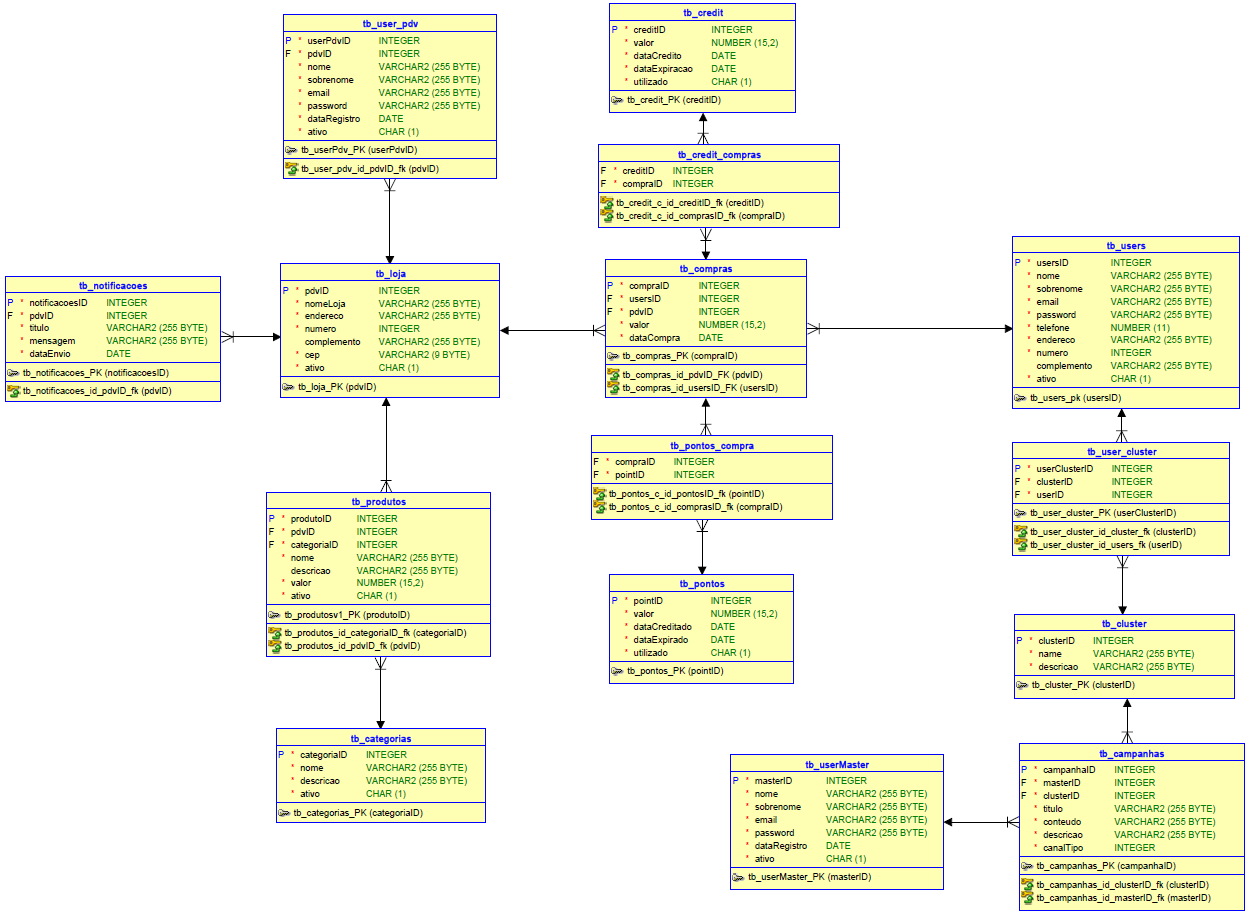 tb_user_pdv
P * userPdvID INTEGER
F * pdvID INTEGER
* nome VARCHAR2 (255 BYTE)
* sobrenome VARCHAR2 (255 BYTE)
* email VARCHAR2 (255 BYTE)
* password VARCHAR2 (255 BYTE)
* dataRegistro DATE
* ativo CHAR (1)
tb_userPdv_PK (userPdvID)
tb_user_pdv_id_pdvID_fk (pdvID)
tb_credit
P * creditID INTEGER
* valor NUMBER (15,2)
* dataCredito DATE
* dataExpiracao DATE
* utilizado CHAR (1)
tb_credit_PK (creditID)
tb_credit_compras
F * creditID INTEGER
F * compraID INTEGER
tb_credit_c_id_creditID_fk (creditID)
tb_credit_c_id_comprasID_fk (compraID)
tb_notificacoes
P * notificacoesID INTEGER
F * pdvID INTEGER
* titulo VARCHAR2 (255 BYTE)
* mensagem VARCHAR2 (255 BYTE)
* dataEnvio DATE
tb_notificacoes_PK (notificacoesID)
tb_notificacoes_id_pdvID_fk (pdvID)
tb_loja
P * pdvID INTEGER
* nomeLoja VARCHAR2 (255 BYTE)
* endereco VARCHAR2 (255 BYTE)
* numero INTEGER
complemento VARCHAR2 (255 BYTE)
* cep VARCHAR2 (9 BYTE)
* ativo CHAR (1)
tb_loja_PK (pdvID)
tb_compras
P * compraID INTEGER
F * usersID INTEGER
F * pdvID INTEGER
* valor NUMBER (15,2)
* dataCompra DATE
tb_compras_PK (compraID)
tb_compras_id_pdvID_FK (pdvID)
tb_compras_id_usersID_FK (usersID)
tb_users
P * usersID INTEGER
* nome VARCHAR2 (255 BYTE)
* sobrenome VARCHAR2 (255 BYTE)
* email VARCHAR2 (255 BYTE)
* password VARCHAR2 (255 BYTE)
* telefone NUMBER (11)
* endereco VARCHAR2 (255 BYTE)
* numero INTEGER
complemento VARCHAR2 (255 BYTE)
* ativo CHAR (1)
tb_users_pk (usersID)
tb_pontos_compra
F * compraID INTEGER
F * pointID INTEGER
tb_pontos_c_id_pontosID_fk (pointID)
tb_pontos_c_id_comprasID_fk (compraID)
tb_user_cluster
P * userClusterID INTEGER
F * clusterID INTEGER
F * userID INTEGER
tb_user_cluster_PK (userClusterID)
tb_user_cluster_id_cluster_fk (clusterID)
tb_user_cluster_id_users_fk (userID)
tb_produtos
P * produtoID INTEGER
F * pdvID INTEGER
F * categoriaID INTEGER
* nome VARCHAR2 (255 BYTE)
descricao VARCHAR2 (255 BYTE)
* valor NUMBER (15,2)
* ativo CHAR (1)
tb_produtosv1_PK (produtoID)
tb_produtos_id_categoriaID_fk (categoriaID)
tb_produtos_id_pdvID_fk (pdvID)
tb_pontos
P * pointID INTEGER
* valor NUMBER (15,2)
* dataCreditado DATE
* dataExpirado DATE
* utilizado CHAR (1)
tb_pontos_PK (pointID)
tb_cluster
P * clusterID INTEGER
* name VARCHAR2 (255 BYTE)
* descricao VARCHAR2 (255 BYTE)
tb_cluster_PK (clusterID)
tb_categorias
P * categoriaID INTEGER
* nome VARCHAR2 (255 BYTE)
* descricao VARCHAR2 (255 BYTE)
* ativo CHAR (1)
tb_categorias_PK (categoriaID)
tb_userMaster
P * masterID INTEGER
* nome VARCHAR2 (255 BYTE)
* sobrenome VARCHAR2 (255 BYTE)
* email VARCHAR2 (255 BYTE)
* password VARCHAR2 (255 BYTE)
* dataRegistro DATE
* ativo CHAR (1)
tb_userMaster_PK (masterID)
tb_campanhas
P * campanhaID INTEGER
F * masterID INTEGER
F * clusterID INTEGER
* titulo VARCHAR2 (255 BYTE)
* conteudo VARCHAR2 (255 BYTE)
* descricao VARCHAR2 (255 BYTE)
* canalTipo INTEGER
tb_campanhas_PK (campanhaID)
tb_campanhas_id_clusterID_fk (clusterID)
tb_campanhas_id_masterID_fk (masterID)